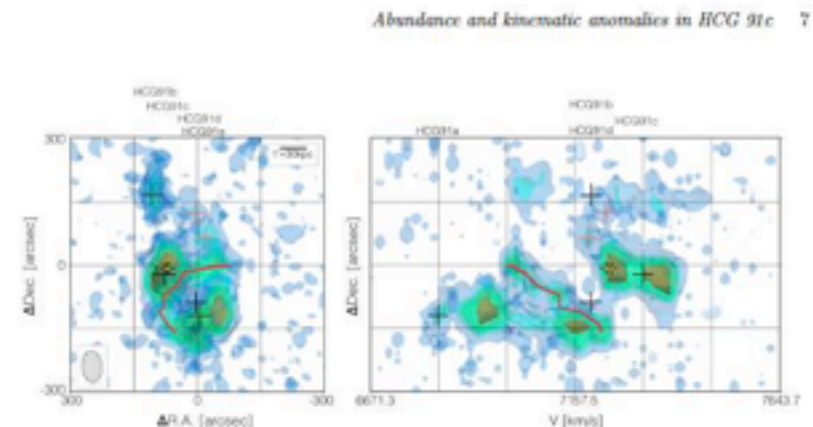 Abundance and kinematic anomalies in HCG 91c 7
HCG91b
HCG91c
HCG91d
HCG91a
HCG91b
HCG91c
HCG91a
HCG91d
300
0
-300
ΔDec. [arcsec]
300 0 -300
ΔR.A. [arcsec]
ΔDec. [arcsec]
6671.3 7157.5 7643.7
V [km/s]